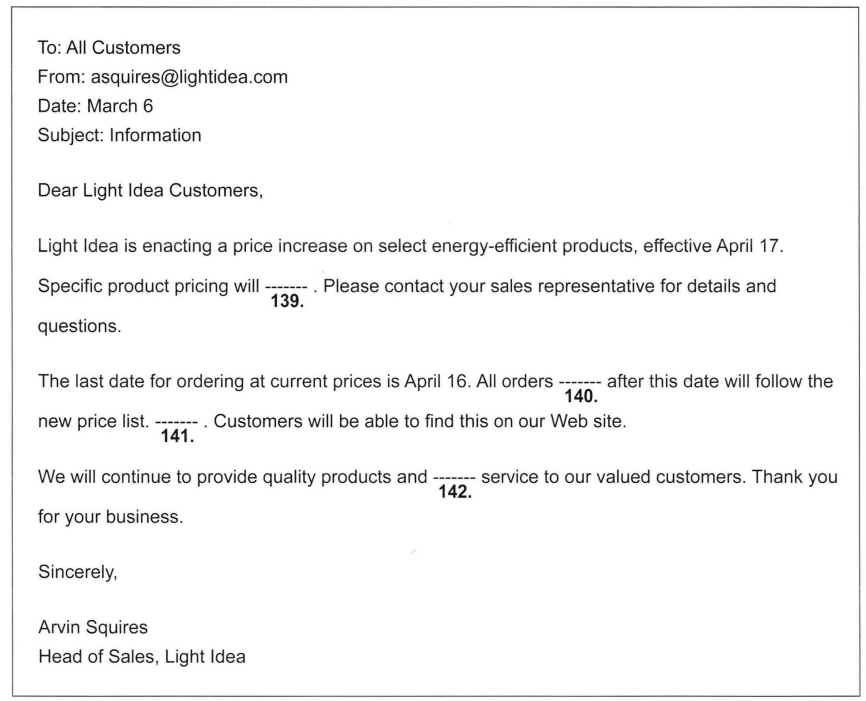 To: All Customers
From: asquires@lightidea.com
Date: March 6
Subject: Information
Dear Light Idea Customers,
Light Idea is enacting a price increase on select energy-efficient products, effective April 17.
Specific product pricing will ------- . Please contact your sales representative for details and
139.
questions.
The last date for ordering at current prices is April 16. All orders ------- after this date will follow the
140.
new price list. ------- . Customers will be able to find this on our Web site.
141.
We will continue to provide quality products and ------- service to our valued customers. Thank you
142.
for your business.
Sincerely,
Arvin Squires
Head of Sales, Light Idea